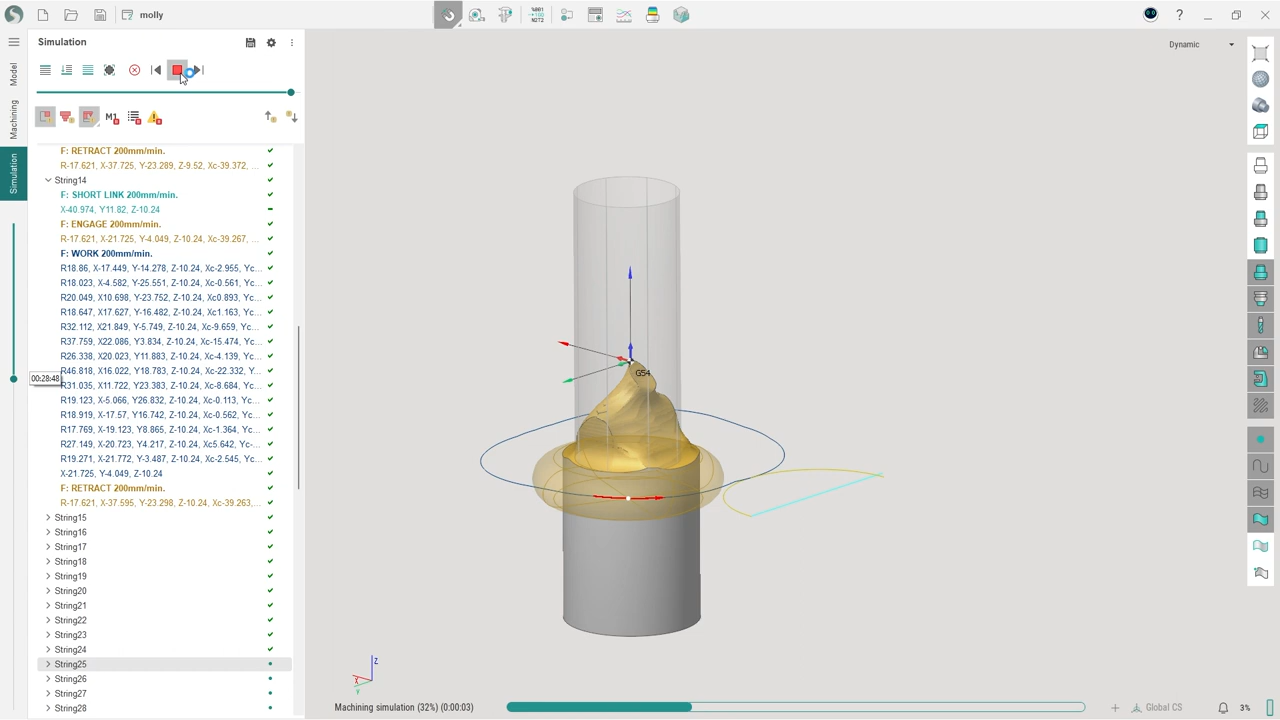 molly
%001
N272
Simulation
Dynamic
Model
Machining
Simulation
M1
F: RETRACT 200mm/min.
R-17.621, X-37.725, Y-23.289, Z-9.52, Xc-39.372, ...
String14
F: SHORT LINK 200mm/min.
X-40.974, Y11.82, Z-10.24
F: ENGAGE 200mm/min.
R-17.621, X-21.725, Y-4.049, Z-10.24, Xc-39.267, ...
F: WORK 200mm/min.
R18.86, X-17.449, Y-14.278, Z-10.24, Xc-2.955, Yc...
R18.023, X-4.582, Y-25.551, Z-10.24, Xc-0.561, Yc...
R20.049, X10.698, Y-23.752, Z-10.24, Xc0.893, Yc...
R18.647, X17.627, Y-16.482, Z-10.24, Xc1.163, Yc...
R32.112, X21.849, Y-5.749, Z-10.24, Xc-9.659, Yc...
R37.759, X22.086, Y3.834, Z-10.24, Xc-15.474, Yc...
R26.338, X20.023, Y11.883, Z-10.24, Xc-4.139, Yc...
R46.818, X16.022, Y18.783, Z-10.24, Xc-22.332, Y...
00:28:48
R31.035, X11.722, Y23.383, Z-10.24, Xc-8.684, Yc...
R19.123, X-5.066, Y26.832, Z-10.24, Xc-0.113, Yc...
R18.919, X-17.57, Y16.742, Z-10.24, Xc-0.562, Yc...
R17.769, X-19.123, Y8.865, Z-10.24, Xc-1.364, Yc...
R27.149, X-20.723, Y4.217, Z-10.24, Xc5.642, Yc-...
R19.271, X-21.772, Y-3.487, Z-10.24, Xc-2.545, Yc...
X-21.725, Y-4.049, Z-10.24
F: RETRACT 200mm/min.
R-17.621, X-37.595, Y-23.298, Z-10.24, Xc-39.263,...
String15
String16
String17
String18
String19
String20
String21
String22
String23
String24
String25
String26
String27
String28
G54
Z
X
Y
Machining simulation (32%) (0:00:03)
Global CS
3%